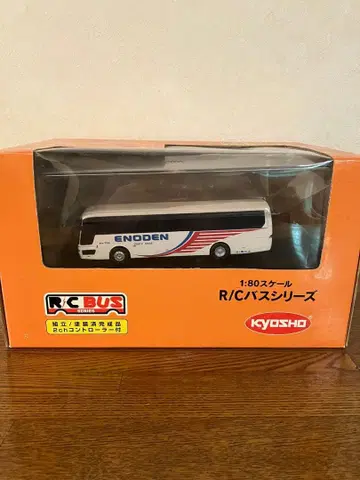 ENODEN
1:80スケール
R/Cバスシリーズ
R/C BUS
SERIES
組立/塗装済完成品
2chコントローラー付
KYOSHO